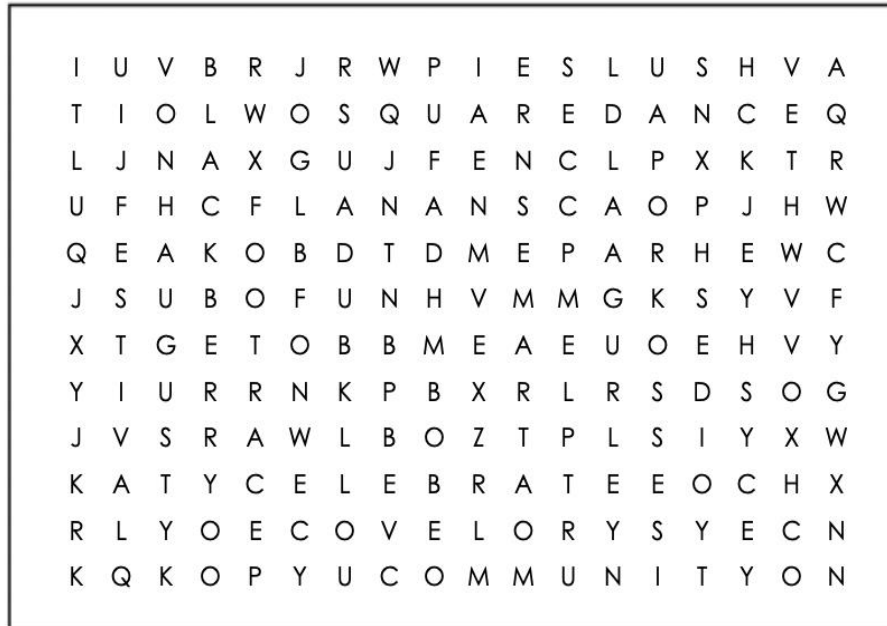 I U V B R J R W P I E S L U S H V A
T I O L W O S Q U A R E D A N C E Q
L J N A X G U J F E N C L P X K T R
U F H C F L A N A N S C A O P J H W
Q E A K O B D T D M E P A R H E W C
J S U B O F U N H V M M G K S Y V F
X T G E T O B B M E A E U O E H V Y
Y I U R R N K P B X R L R S D S O G
J V S R A W L B O Z T P L S I Y X W
K A T Y C E L E B R A T E E O C H X
R L Y O E C O V E L O R Y S Y E C N
K Q K O P Y U C O M M U N I T Y O N